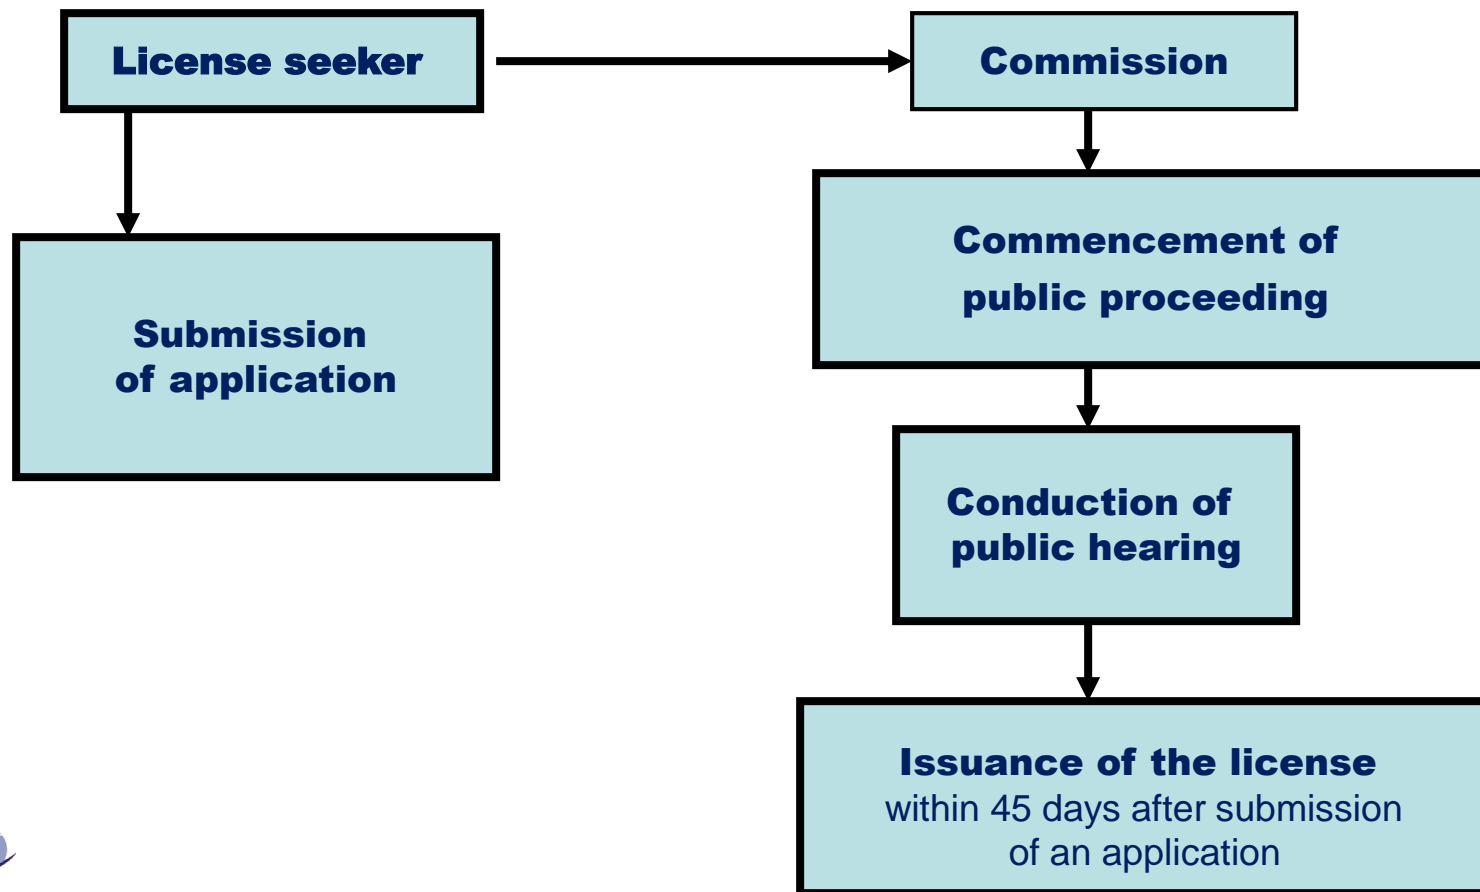 License seeker
Commission
Commencement of
public proceeding
Submission
of application
Conduction of
public hearing
Issuance of the license
within 45 days after submission
of an application